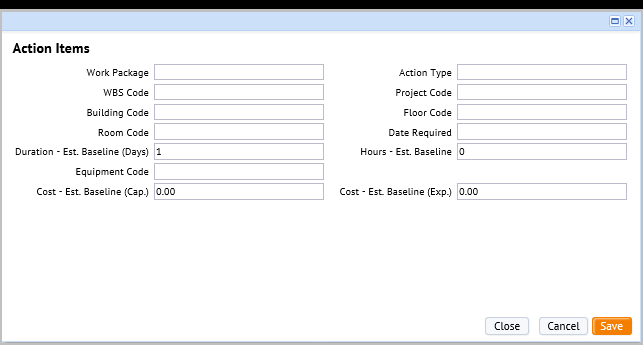 Action Items
Work Package Action Type
WBS Code Project Code
Building Code Floor Code
Room Code Date Required
Duration - Est. Baseline (Days) 1 Hours - Est. Baseline 0
Equipment Code
Cost - Est. Baseline (Cap.) 0.00 Cost - Est. Baseline (Exp.) 0.00
Close Cancel Save